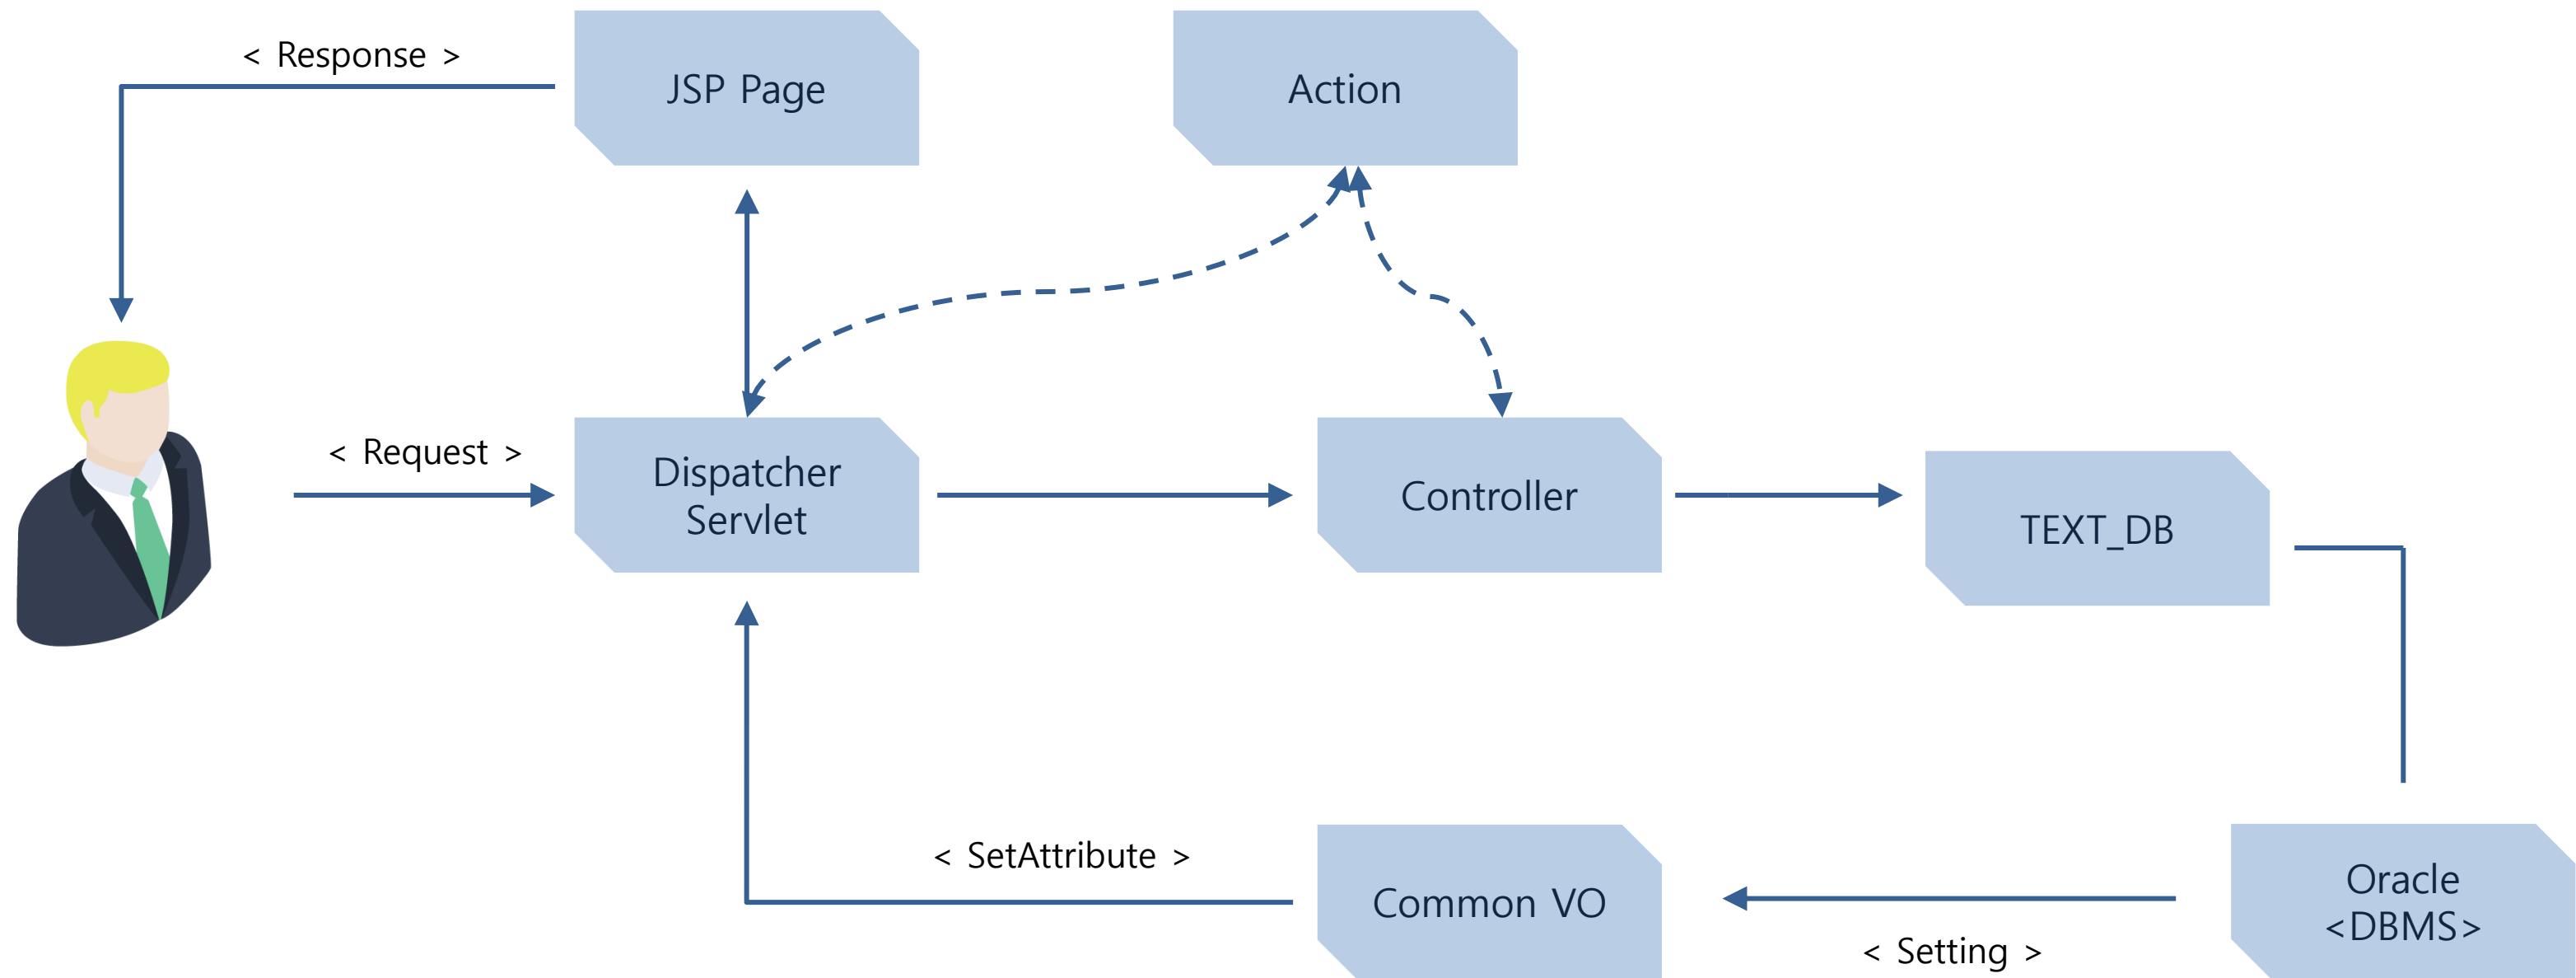 < Response >
JSP Page
Action
< Request >
Dispatcher
Servlet
Controller
TEXT_DB
< SetAttribute >
Common VO
Oracle
<DBMS>
< Setting >